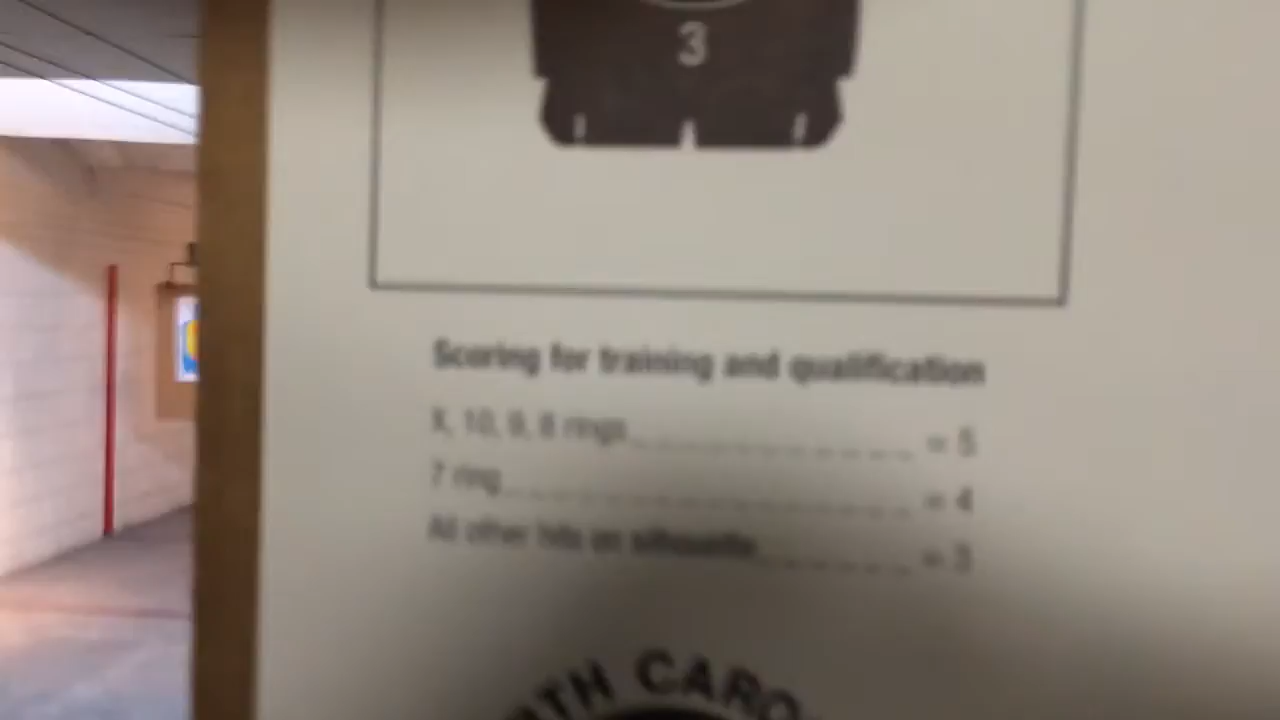 3
Scoring for training and qualification
X, 10, 9, 8 rings = 5
7 ring = 4
All other hits on silhouette = 3
RTH CARO